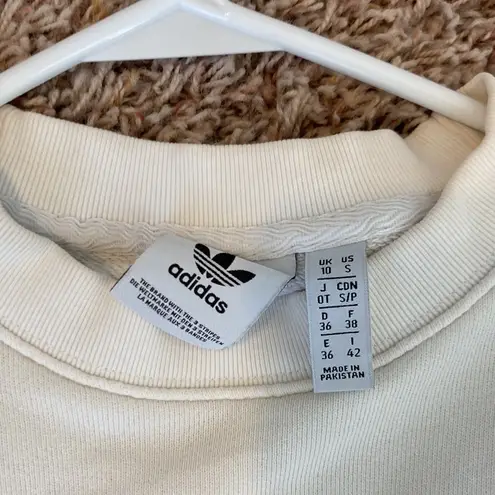 adidas
THE BRAND WITH THE 3 STRIPES
DIE WELTMARKE MIT DEN 3 STREIFEN
LA MARQUE AUX 3 BANDES
UK US
10 S
J CDN
OT S/P
D F
36 38
E I
36 42
MADE IN
PAKISTAN